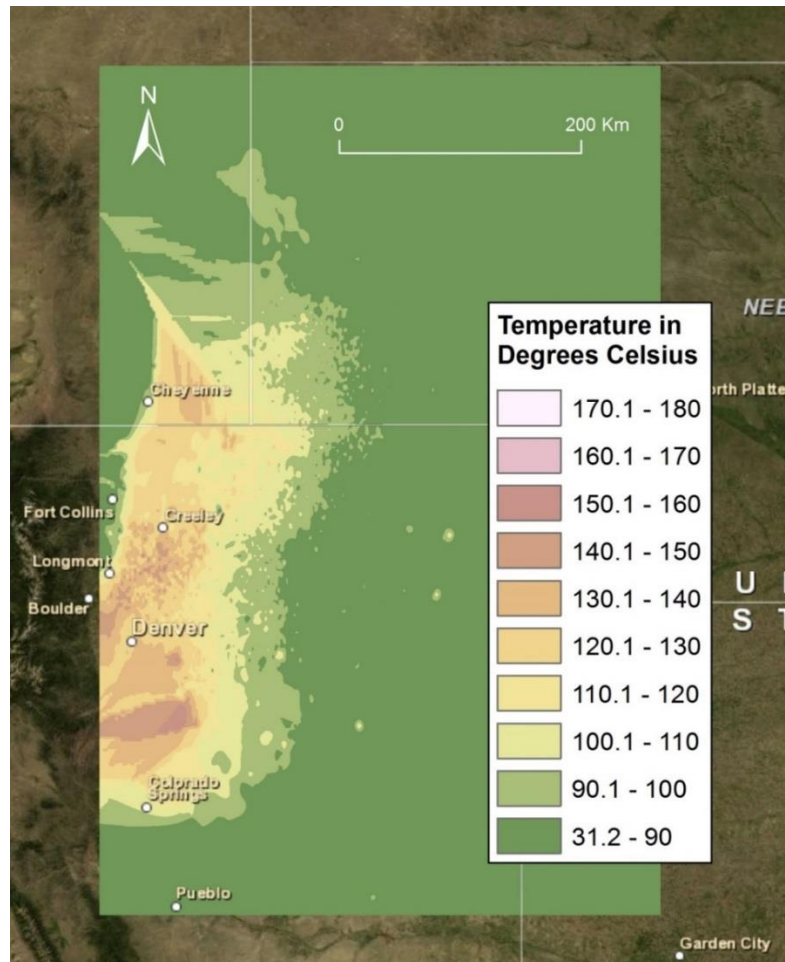 N
0
200 Km
NEB
Temperature in
Degrees Celsius
170.1 - 180
160.1 - 170
150.1 - 160
140.1 - 150
130.1 - 140
120.1 - 130
110.1 - 120
100.1 - 110
90.1 - 100
31.2 - 90
Cheyenne
orth Platte
Fort Collins
Greeley
Longmont
Boulder
Denver
U
S T
Colorado
Springs
Pueblo
Garden City